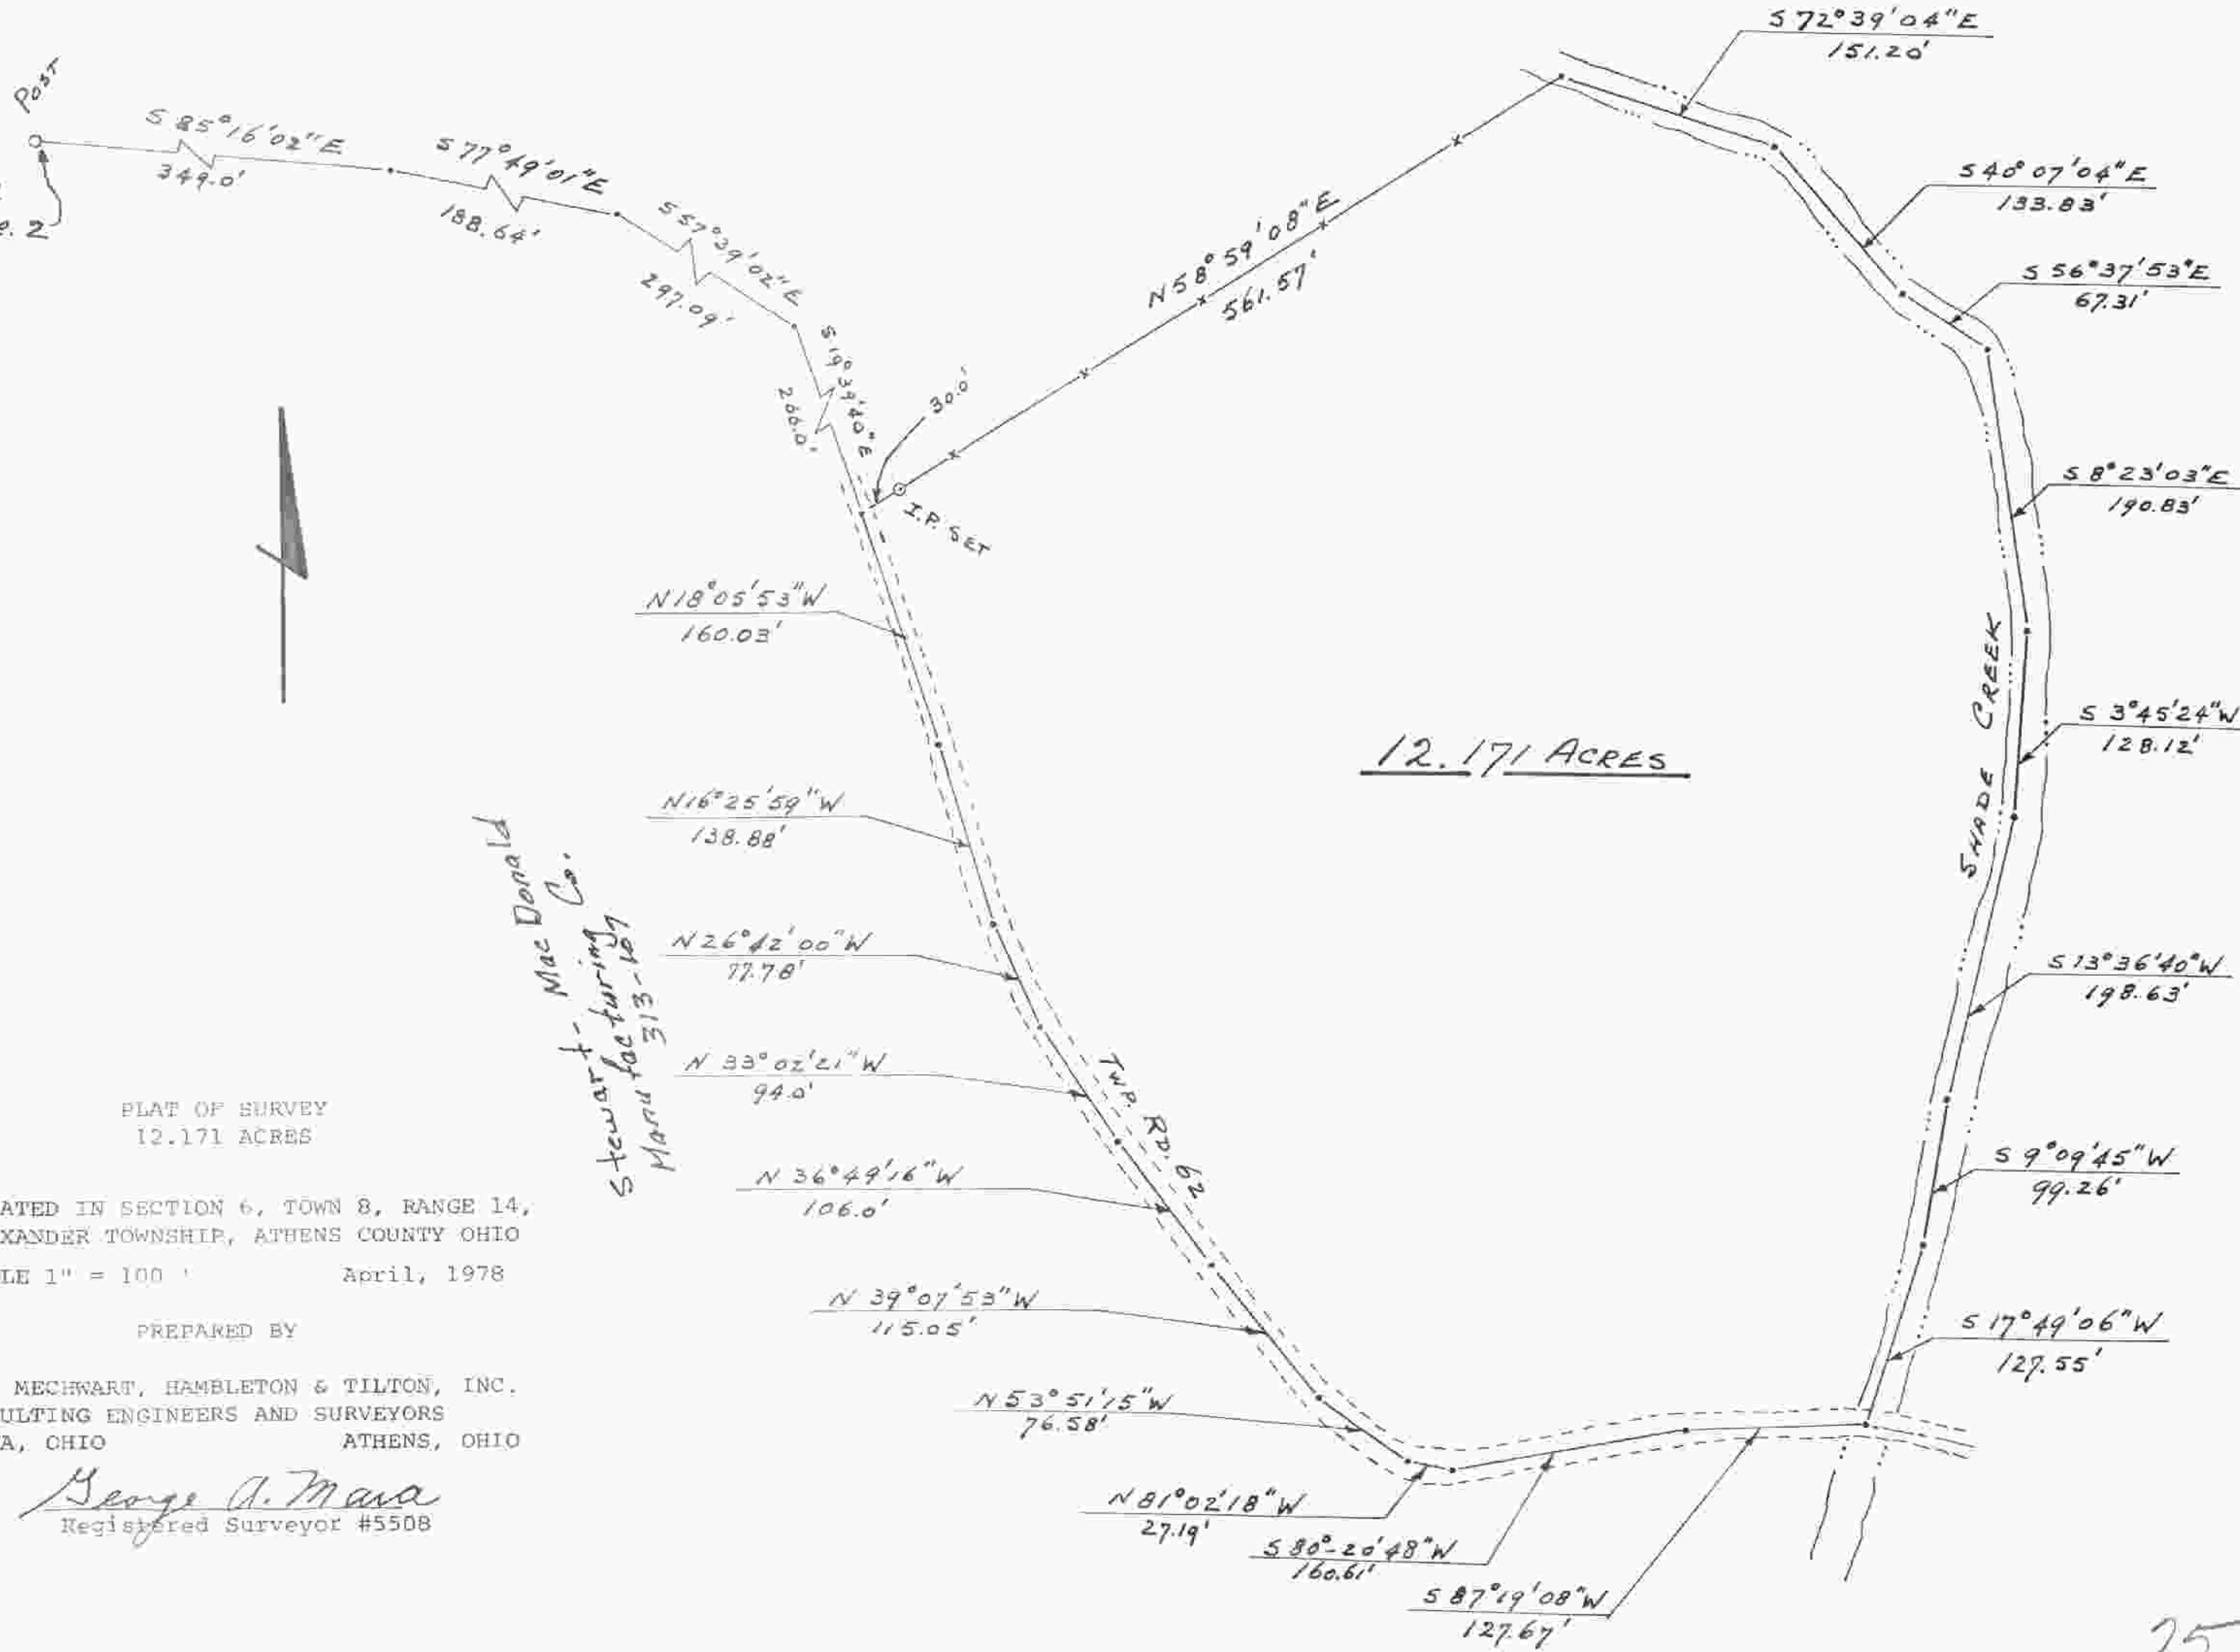 Post
S 85°16'02"E
349.0'
S 77°49'01"E
188.64'
S 57°39'02"E
297.09'
S 19°39'40"E
266.0'
30.0'
I.P. SET
N 58°59'08"E
561.57'
S 72°39'04"E
151.20'
S 40°07'04"E
133.83'
S 56°37'53"E
67.31'
S 8°23'03"E
190.83'
S 3°45'24"W
128.12'
S 13°36'40"W
198.63'
S 9°09'45"W
99.26'
S 17°49'06"W
127.55'
SHADE CREEK
12.171 ACRES
N 18°05'53"W
160.03'
N 16°25'59"W
138.88'
N 26°42'00"W
77.78'
N 33°02'21"W
94.0'
N 36°49'16"W
106.0'
N 39°07'53"W
115.05'
N 53°51'15"W
76.58'
N 81°02'18"W
27.19'
S 80°-20'48"W
160.61'
S 87°19'08"W
127.67'
TWP. RD. 62
Stewart - Mac Donald
Manufacturing Co.
313-
PLAT OF SURVEY
12.171 ACRES
ATED IN SECTION 6, TOWN 8, RANGE 14,
XANDER TOWNSHIP, ATHENS COUNTY OHIO
LE 1" = 100 ' April, 1978
PREPARED BY
MECHWART, HAMBLETON & TILTON, INC.
ULTING ENGINEERS AND SURVEYORS
A, OHIO ATHENS, OHIO
George A. Mara
Registered Surveyor #5508